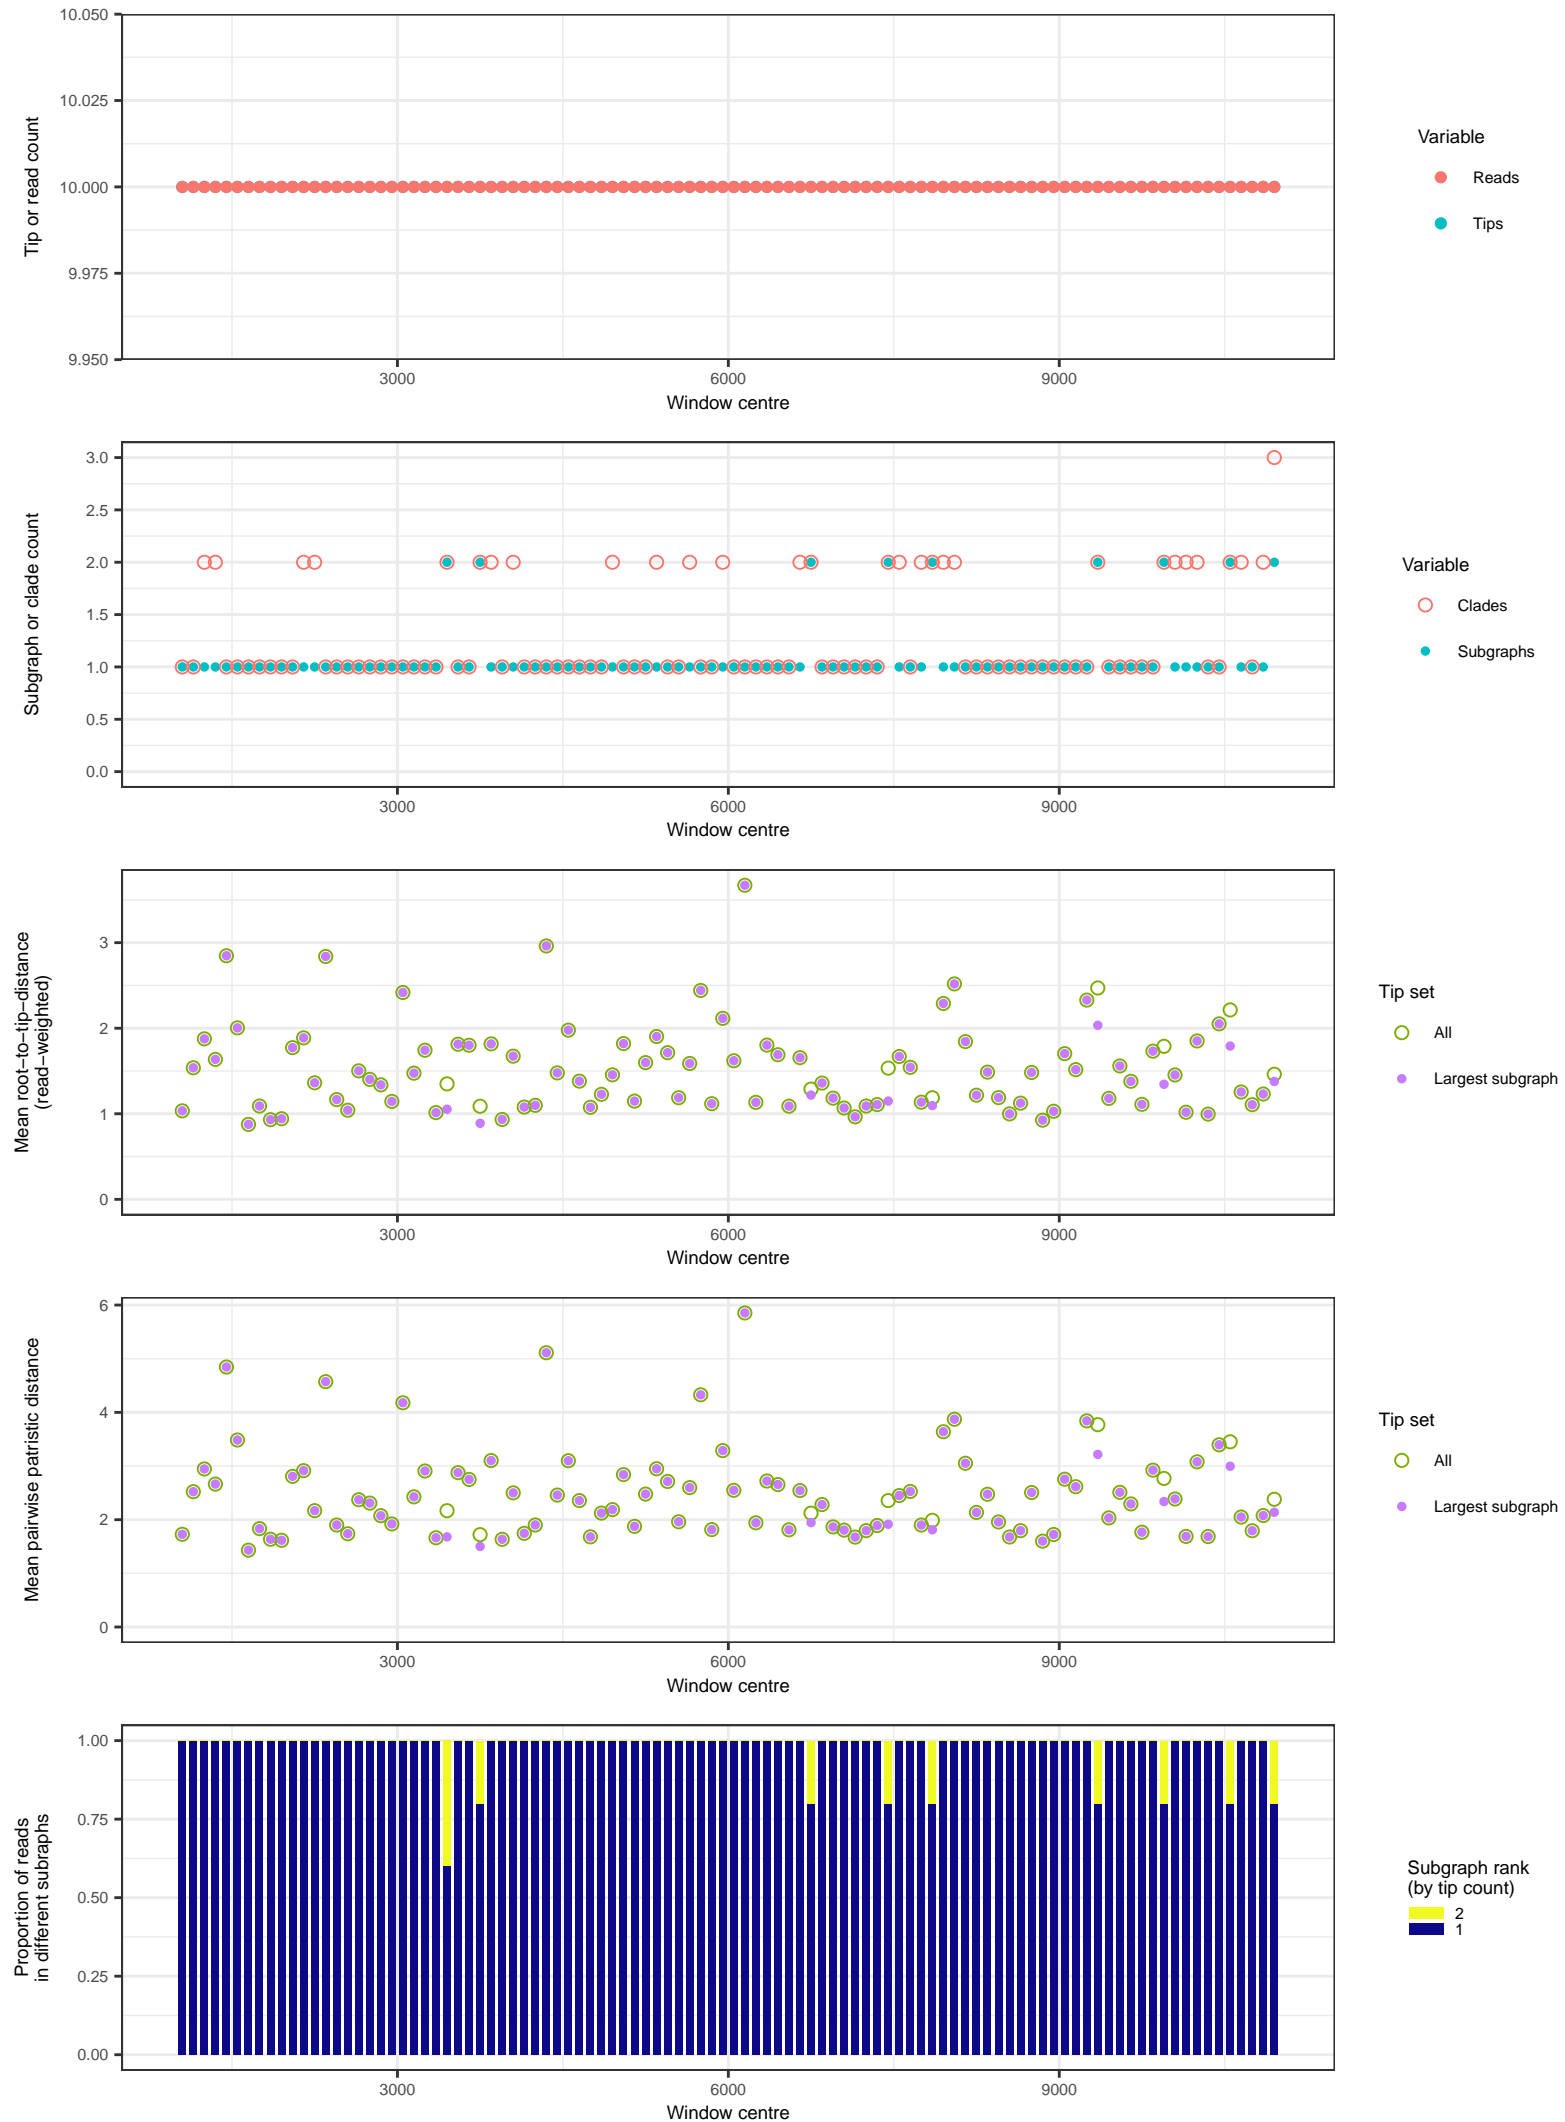 10.050
10.025
10.000
9.975
9.950
Tip or read count
3000 6000 9000
Window centre
Variable
Reads
Tips
3.0
2.5
2.0
1.5
1.0
0.5
0.0
Subgraph or clade count
3000 6000 9000
Window centre
Variable
Clades
Subgraphs
3
2
1
0
Mean root−to−tip−distance
(read−weighted)
3000 6000 9000
Window centre
Tip set
All
Largest subgraph
6
4
2
0
Mean pairwise patristic distance
3000 6000 9000
Window centre
Tip set
All
Largest subgraph
1.00
0.75
0.50
0.25
0.00
Proportion of reads
in different subraphs
3000 6000 9000
Window centre
Subgraph rank
(by tip count)
2
1